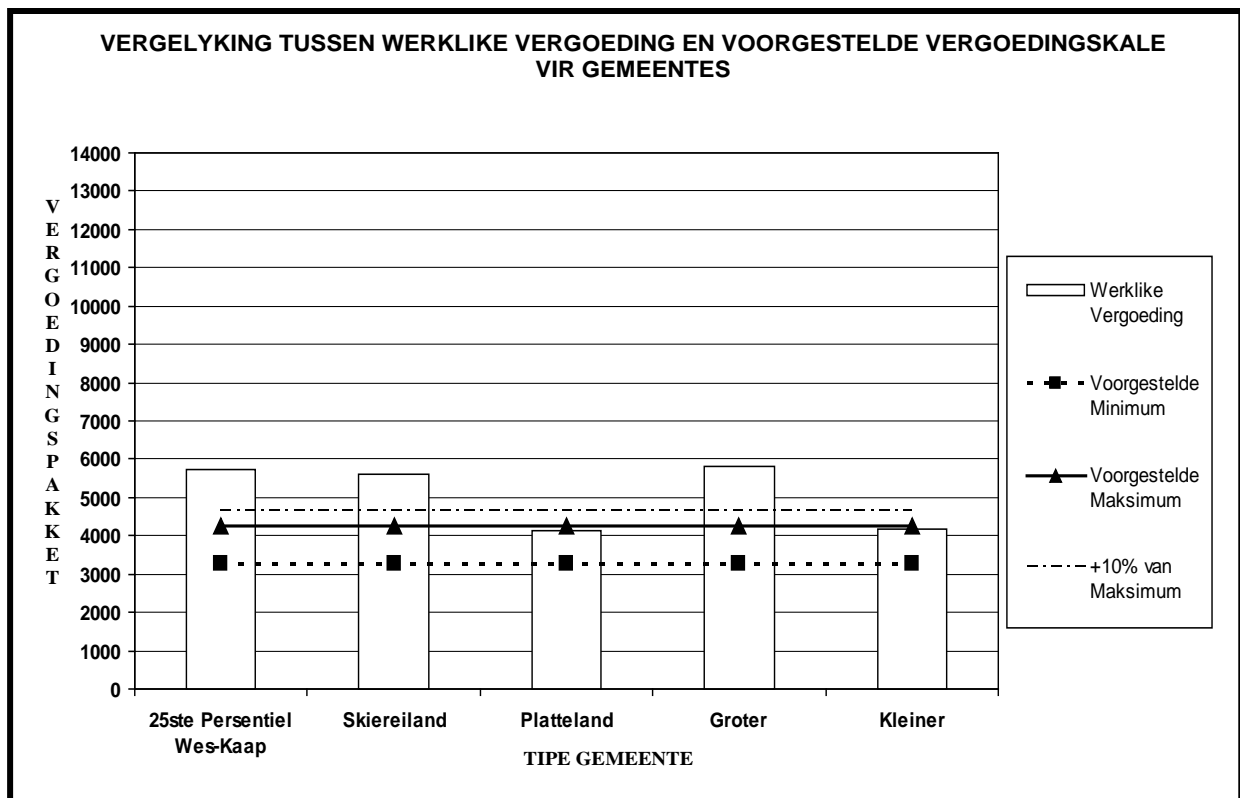 VERGELYKING TUSSEN WERKLIKE VERGOEDING EN VOORGESTELDE VERGOEDINGSKALE
VIR GEMEENTES
VERGOEDINGSPAKKET
14000
13000
12000
11000
10000
9000
8000
7000
6000
5000
4000
3000
2000
1000
0
25ste Persentiel
Wes-Kaap
Skiereiland
Platteland
Groter
Kleiner
TIPE GEMEENTE
Werklike
Vergoeding
Voorgestelde
Minimum
Voorgestelde
Maksimum
+10% van
Maksimum